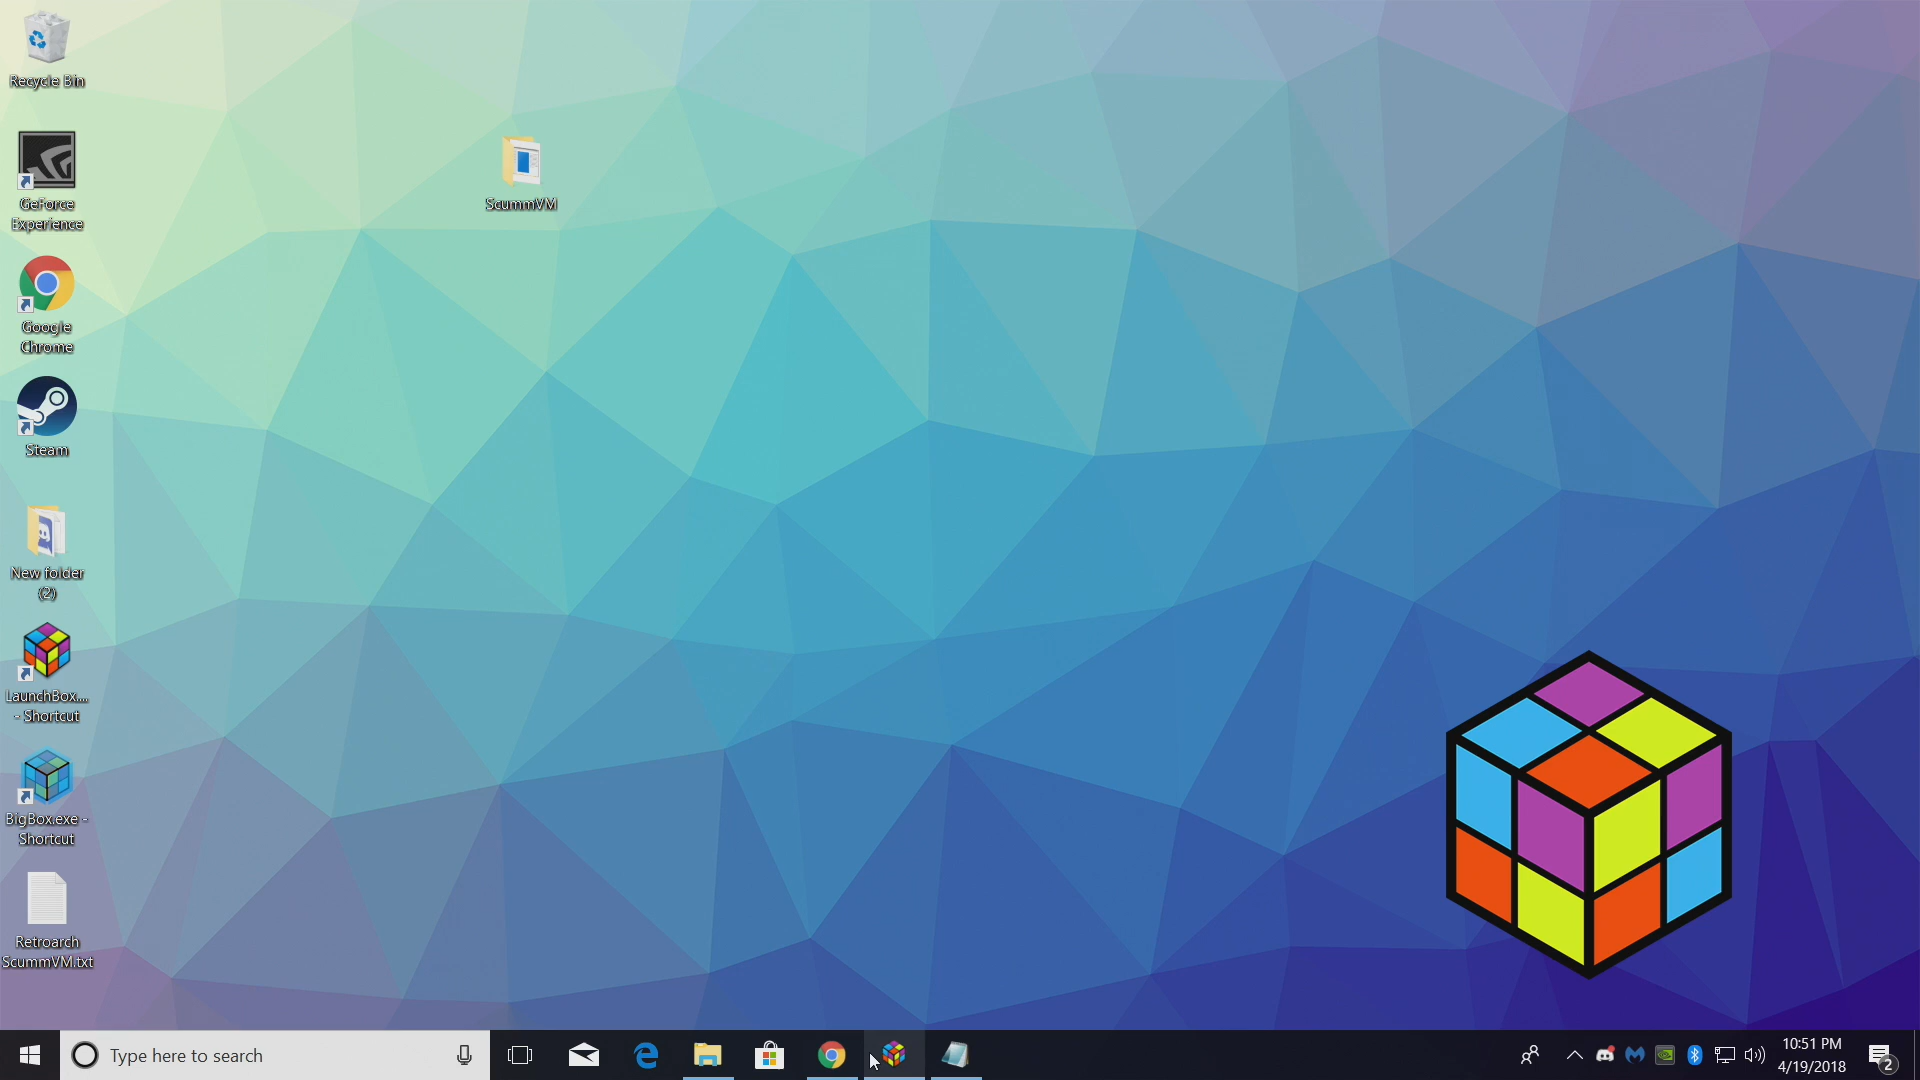 Recycle Bin
GeForce
Experience
Google
Chrome
Steam
New folder
(2)
LaunchBox....
- Shortcut
BigBox.exe -
Shortcut
Retroarch
ScummVM.txt
ScummVM
Type here to search
10:51 PM
4/19/2018
2